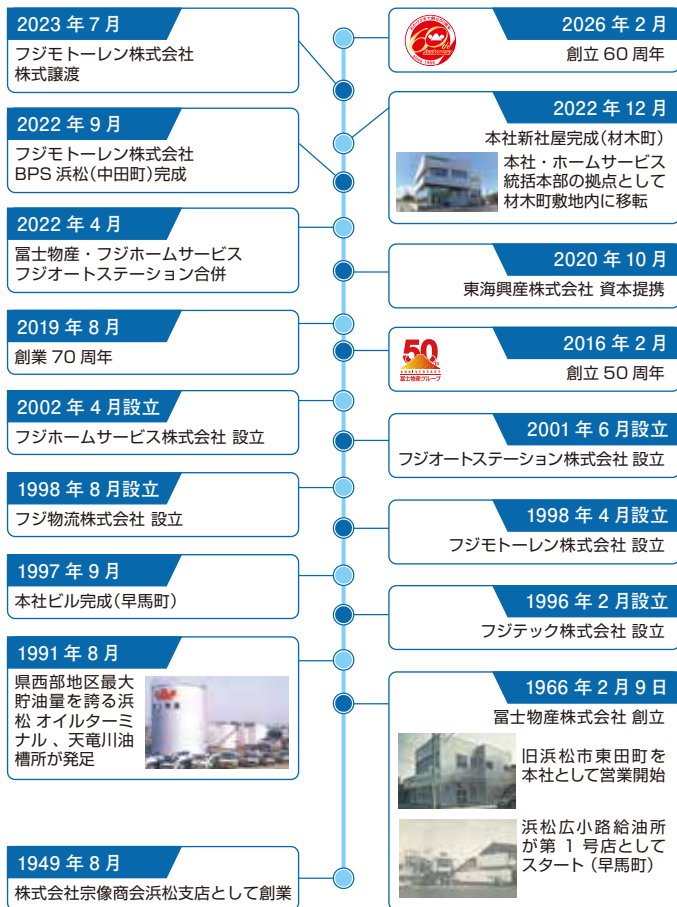 2023 年 7 月
フジモトーレン株式会社
株式譲渡
2022 年 9 月
フジモトーレン株式会社
BPS 浜松(中田町)完成
2022 年 4 月
冨士物産・フジホームサービス
フジオートステーション合併
2019 年 8 月
創業 70 周年
2002 年 4 月設立
フジホームサービス株式会社 設立
1998 年 8 月設立
フジ物流株式会社 設立
1997 年 9 月
本社ビル完成(早馬町)
1991 年 8 月
県西部地区最大
貯油量を誇る浜
松 オイルターミ
ナル 、天竜川油
槽所が発足
1949 年 8 月
株式会社宗像商会浜松支店として創業
2026 年 2 月
60th
創立 60 周年
2022 年 12 月
本社新社屋完成(材木町)
本社・ホームサービス
統括本部の拠点として
材木町敷地内に移転
2020 年 10 月
東海興産株式会社 資本提携
2016 年 2 月
50
ANNIVERSARY
冨士物産グループ
創立 50 周年
2001 年 6 月設立
フジオートステーション株式会社 設立
1998 年 4 月設立
フジモトーレン株式会社 設立
1996 年 2 月設立
フジテック株式会社 設立
1966 年 2 月 9 日
冨士物産株式会社 創立
旧浜松市東田町を
本社として営業開始
浜松広小路給油所
が第 1 号店として
スタート (早馬町)